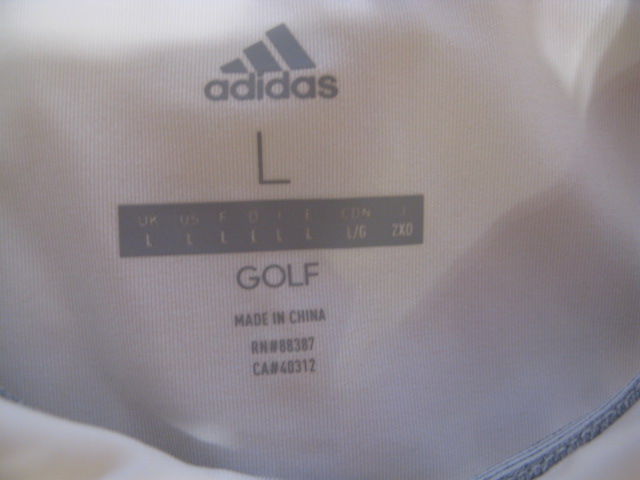 adidas
L
UK US F D I E CDN J
L L L L L L L/G 2XO
GOLF
MADE IN CHINA
RN#88387
CA#40312